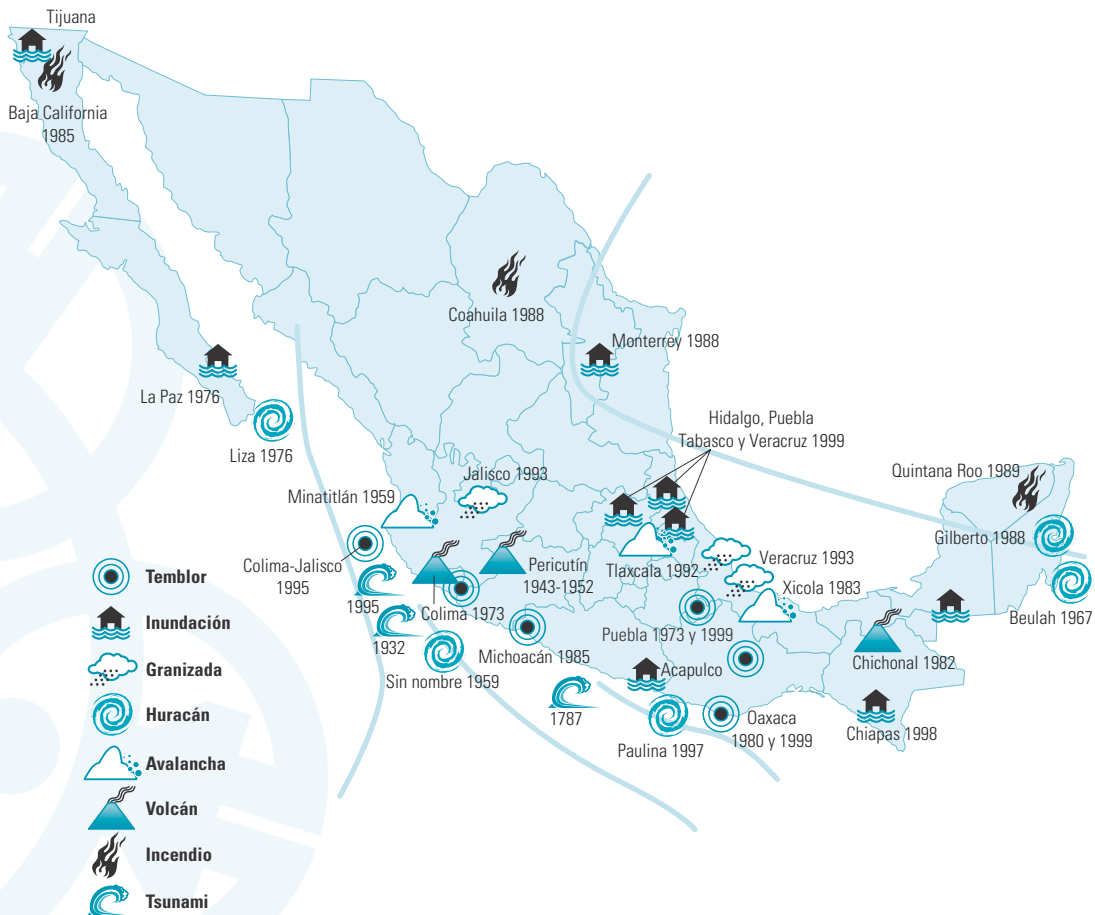 Tijuana
Baja California
1985
Coahuila 1988
Monterrey 1988
La Paz 1976
Liza 1976
Hidalgo, Puebla
Tabasco y Veracruz 1999
Quintana Roo 1989
Gilberto 1988
Beulah 1967
Jalisco 1993
Minatitlán 1959
Colima-Jalisco
1995
1995
1932
Colima 1973
Pericutín
1943-1952
Tlaxcala 1992
Veracruz 1993
Xicola 1983
Puebla 1973 y 1999
Michoacán 1985
Sin nombre 1959
1787
Acapulco
Paulina 1997
Oaxaca
1980 y 1999
Chichonal 1982
Chiapas 1998
Temblor
Inundación
Granizada
Huracán
Avalancha
Volcán
Incendio
Tsunami